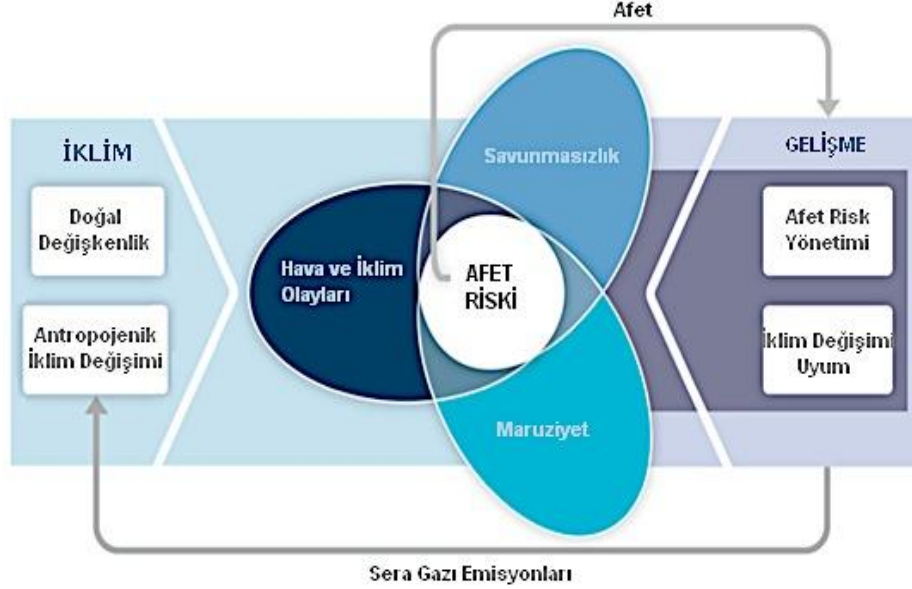 Afet
İKLİM
Doğal
Değişkenlik
Antropojenik
İklim Değişimi
Hava ve İklim
Olayları
Savunmasızlık
AFET
RİSKİ
Maruziyet
GELİŞME
Afet Risk
Yönetimi
İklim Değişimi
Uyum
Sera Gazı Emisyonları